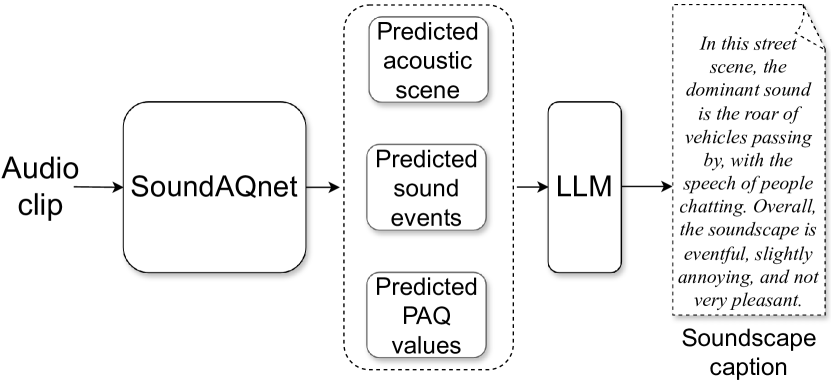 Audio
clip
SoundAQnet
Predicted
acoustic
scene
Predicted
sound
events
Predicted
PAQ
values
LLM
In this street
scene, the
dominant sound
is the roar of
vehicles passing
by, with the
speech of people
chatting. Overall,
the soundscape is
eventful, slightly
annoying, and not
very pleasant.
Soundscape
caption